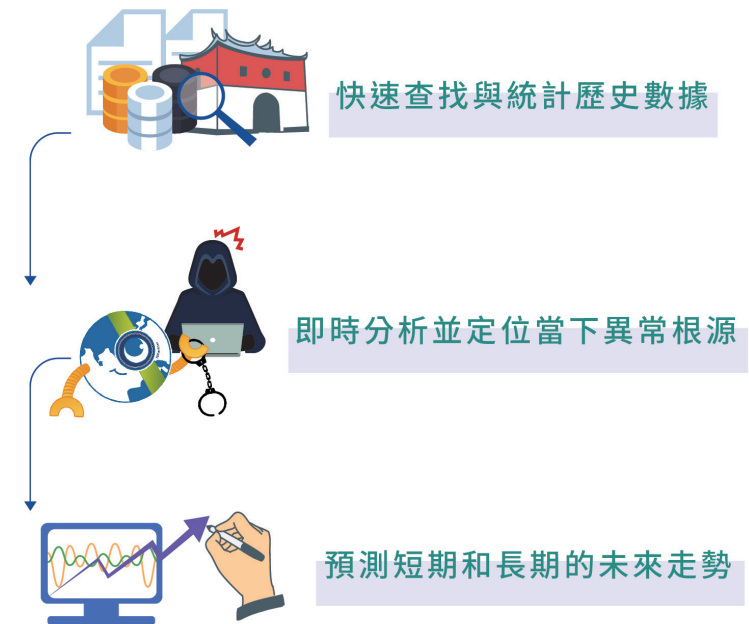 快速查找與統計歷史數據
即時分析並定位當下異常根源
預測短期和長期的未來走勢